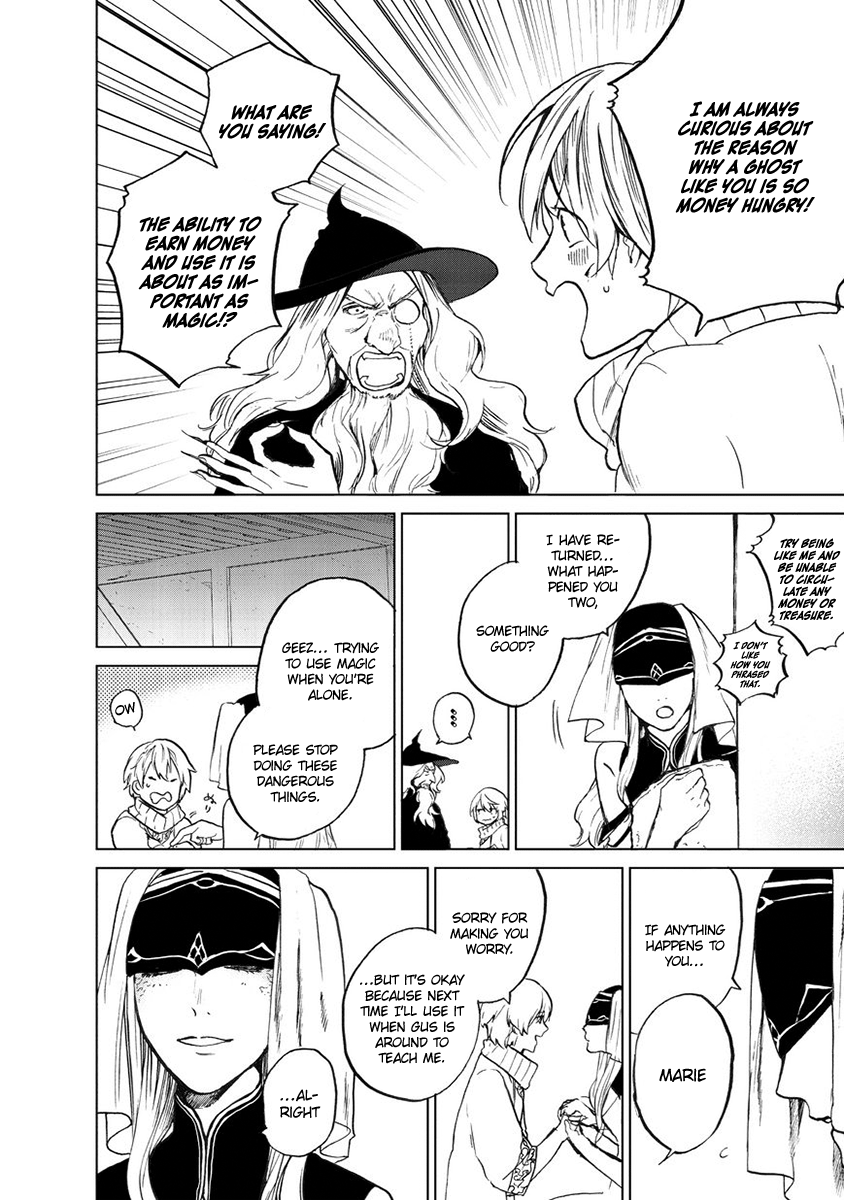 I AM ALWAYS
CURIOUS ABOUT
THE REASON
WHY A GHOST
LIKE YOU IS SO
MONEY HUNGRY!
WHAT ARE
YOU SAYING!
THE ABILITY TO
EARN MONEY
AND USE IT IS
ABOUT AS IM-
PORTANT AS
MAGIC!?
TRY BEING
LIKE ME AND
BE UNABLE
TO CIRCU-
LATE ANY
MONEY OR
TREASURE.
I DON'T
LIKE
HOW YOU
PHRASED
THAT.
I HAVE RE-
TURNED...
WHAT HAP-
PENED YOU
TWO,
SOMETHING
GOOD?
GEEZ... TRYING
TO USE MAGIC
WHEN YOU'RE
ALONE.
PLEASE STOP
DOING THESE
DANGEROUS
THINGS.
OW
ぬり
IF ANYTHING
HAPPENS TO
YOU...
MARIE
SORRY FOR
MAKING YOU
WORRY.
...BUT IT'S OKAY
BECAUSE NEXT
TIME I'LL USE IT
WHEN GUS IS
AROUND TO
TEACH ME.
...AL-
RIGHT